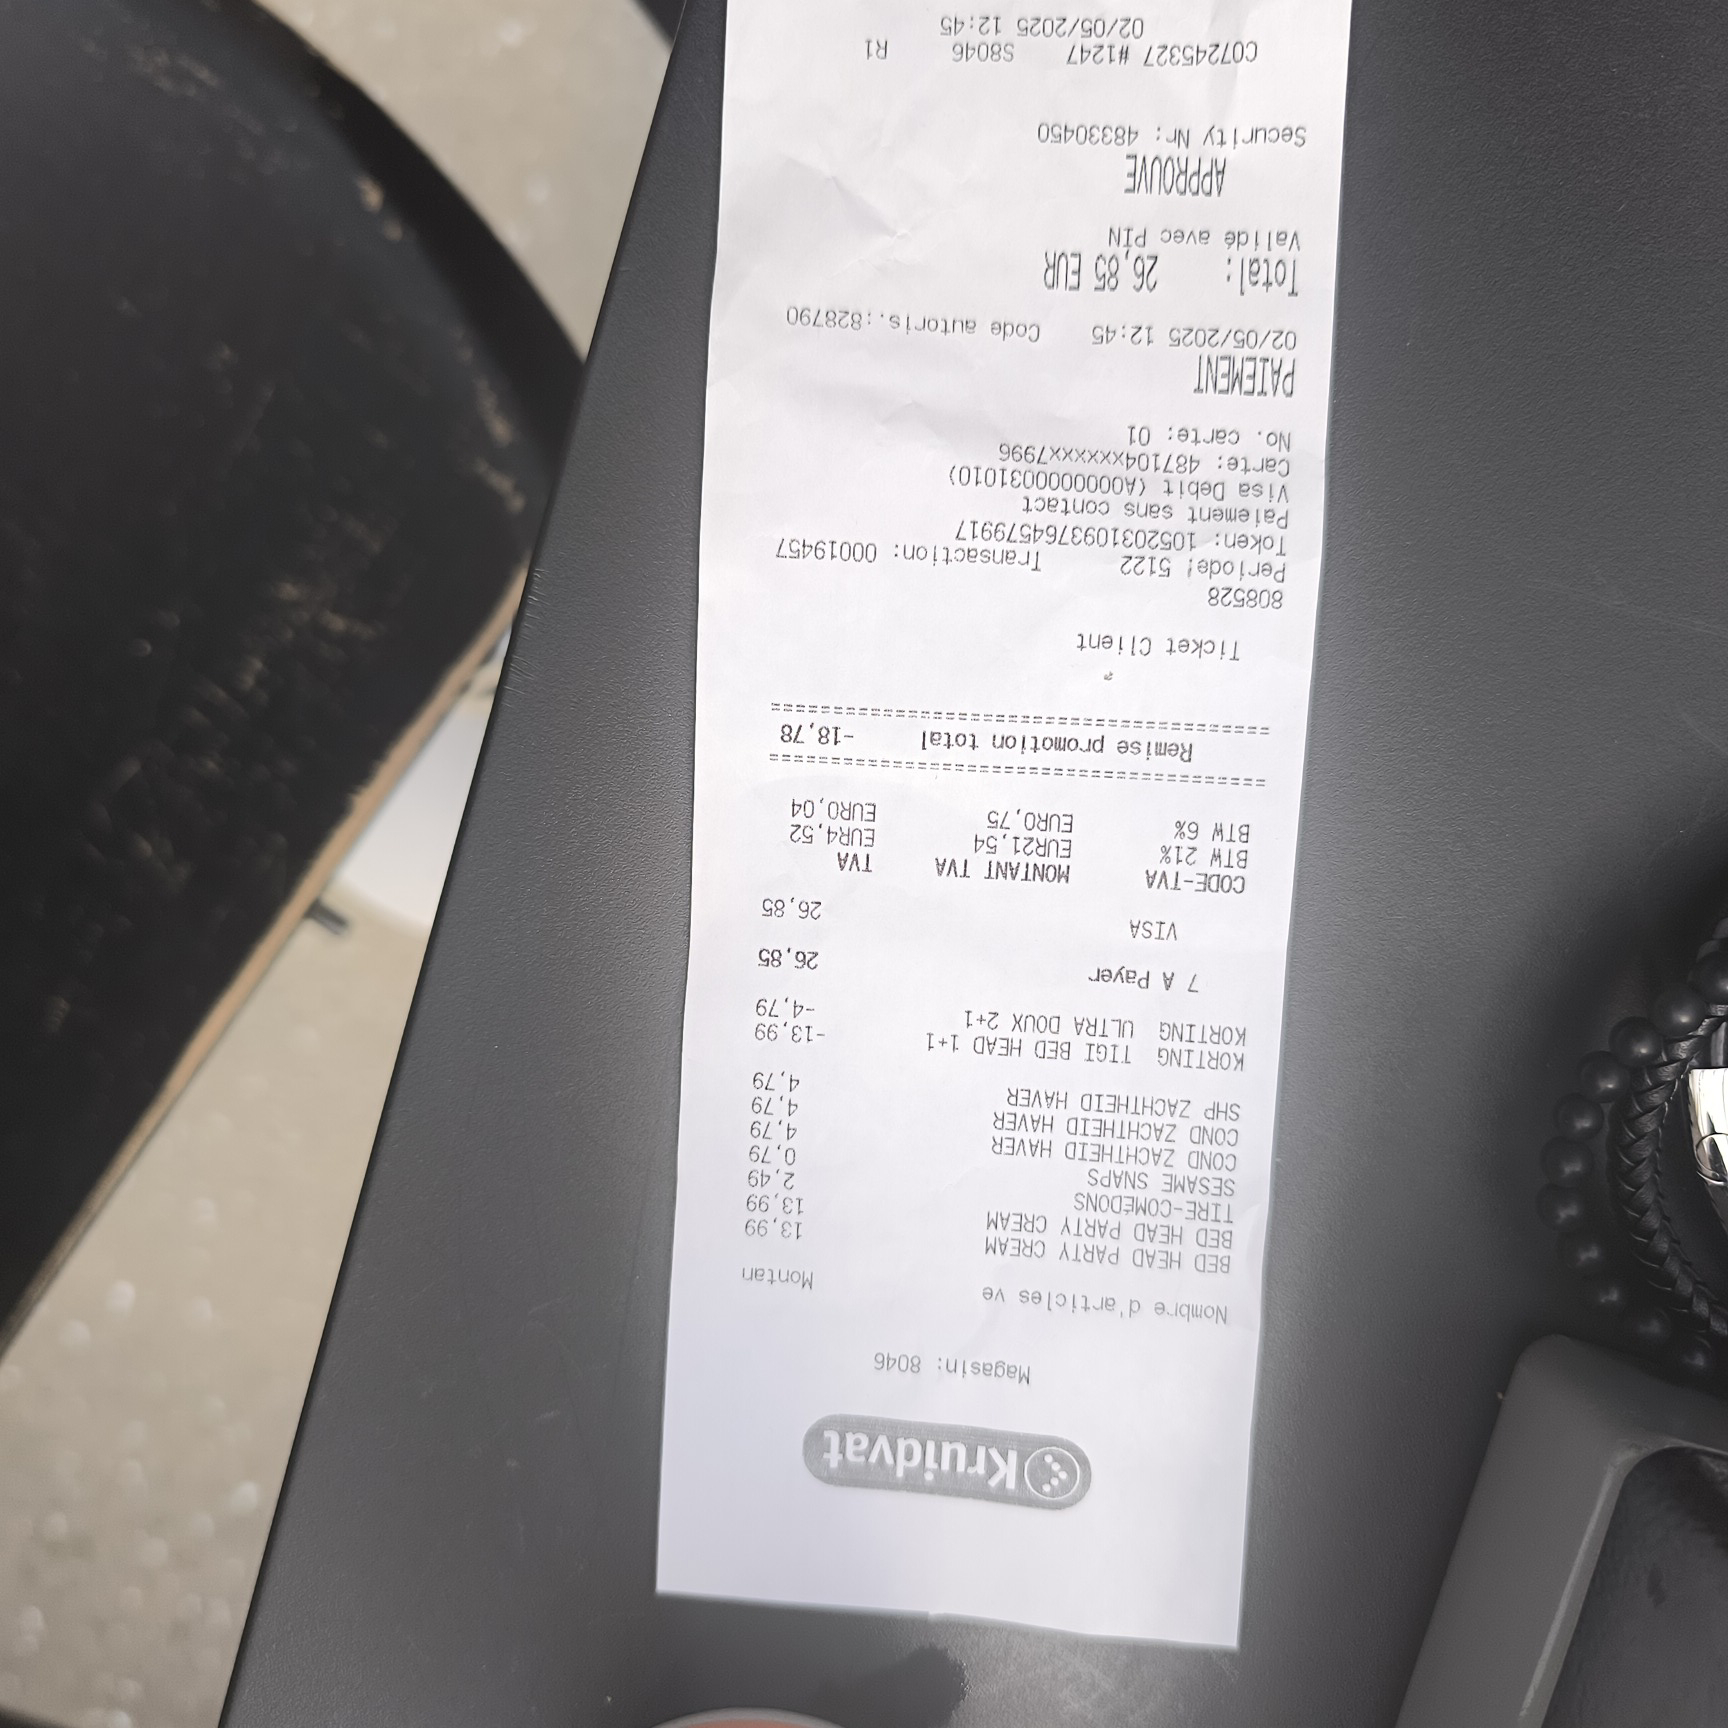 Kruidvat
Magasin: 8046
Nombre d'articles ve Montan
BED HEAD PARTY CREAM 13,99
BED HEAD PARTY CREAM 13,99
TIRE-COMÉDONS 2,49
SESAME SNAPS 0,79
COND ZACHTHEID HAVER 4,79
COND ZACHTHEID HAVER 4,79
SHP ZACHTHEID HAVER 4,79
KORTING TIGI BED HEAD 1+1 -13,99
KORTING ULTRA DOUX 2+1 -4,79
7 A Payer 26,85
VISA 26,85
CODE-TVA MONTANT TVA TVA
BTW 21% EUR21,54 EUR4,52
BTW 6% EUR0,75 EUR0,04
========================================
Remise promotion total -18,78
========================================
Ticket Client
808528
Periode! 5122 Transaction: 00019457
Token: 1052031093764579917
Paiement sans contact
Visa Debit (A0000000031010)
Carte: 487104xxxxxx7996
No. carte: 01
PAIEMENT
02/05/2025 12:45 Code autoris.:828790
Total: 26,85 EUR
Validé avec PIN
APPROUVE
Security Nr: 48330450
C07245327 #1247 S8046 R1
02/05/2025 12:45